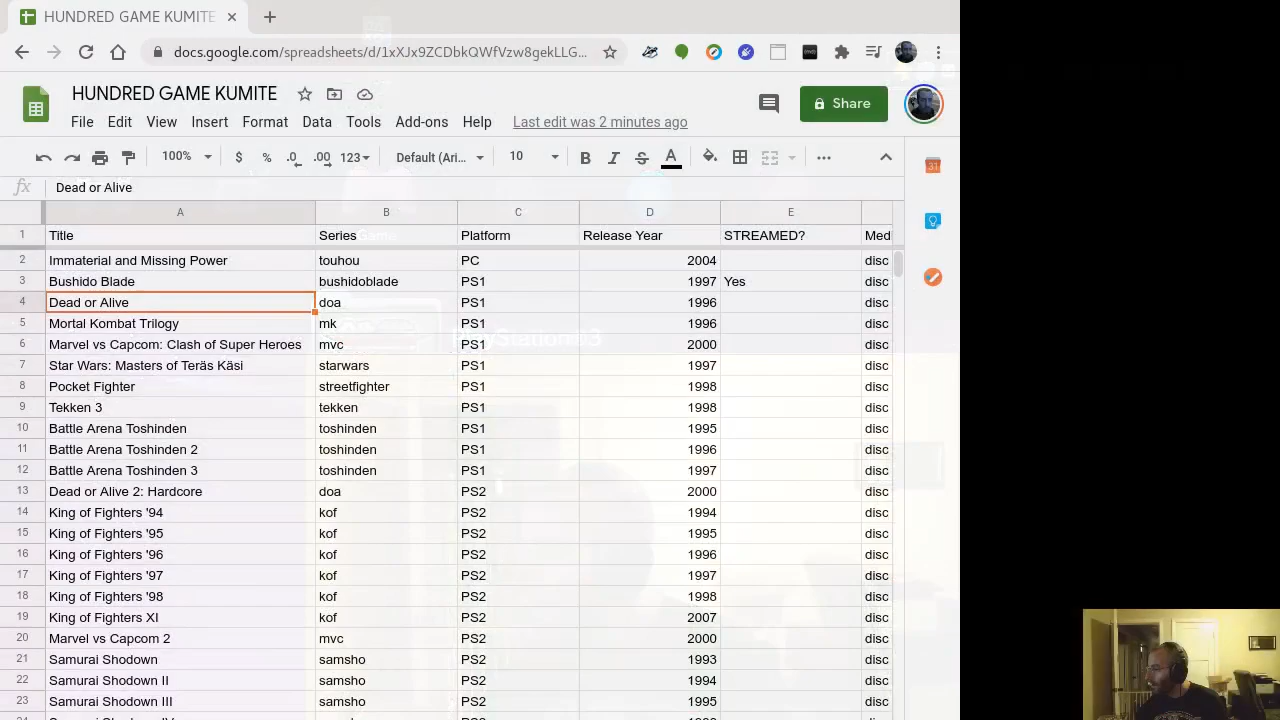 HUNDRED GAME KUMITE
docs.google.com/spreadsheets/d/1xXJx9ZCDbkQWfVzw8gekLLG...
HUNDRED GAME KUMITE
Share
File Edit View Insert Format Data Tools Add-ons Help Last edit was 2 minutes ago
100% $ % .0 .00 123 Default (Ari... 10 B I S A
31
fx Dead or Alive
A B C D E
1 Title Series Platform Release Year STREAMED? Med
Game
2 Immaterial and Missing Power touhou PC 2004 disc
3 Bushido Blade bushidoblade PS1 1997 Yes disc
4 Dead or Alive doa PS1 1996 disc
5 Mortal Kombat Trilogy mk PS1 1996 disc
PlayStation®3
6 Marvel vs Capcom: Clash of Super Heroes mvc PS1 2000 disc
7 Star Wars: Masters of Teräs Käsi starwars PS1 1997 disc
8 Pocket Fighter streetfighter PS1 1998 disc
9 Tekken 3 tekken PS1 1998 disc
10 Battle Arena Toshinden toshinden PS1 1995 disc
11 Battle Arena Toshinden 2 toshinden PS1 1996 disc
12 Battle Arena Toshinden 3 toshinden PS1 1997 disc
13 Dead or Alive 2: Hardcore doa PS2 2000 disc
14 King of Fighters '94 kof PS2 1994 disc
15 King of Fighters '95 kof PS2 1995 disc
16 King of Fighters '96 kof PS2 1996 disc
17 King of Fighters '97 kof PS2 1997 disc
18 King of Fighters '98 kof PS2 1998 disc
19 King of Fighters XI kof PS2 2007 disc
20 Marvel vs Capcom 2 mvc PS2 2000 disc
21 Samurai Shodown samsho PS2 1993 disc
22 Samurai Shodown II samsho PS2 1994 disc
23 Samurai Shodown III samsho PS2 1995 disc